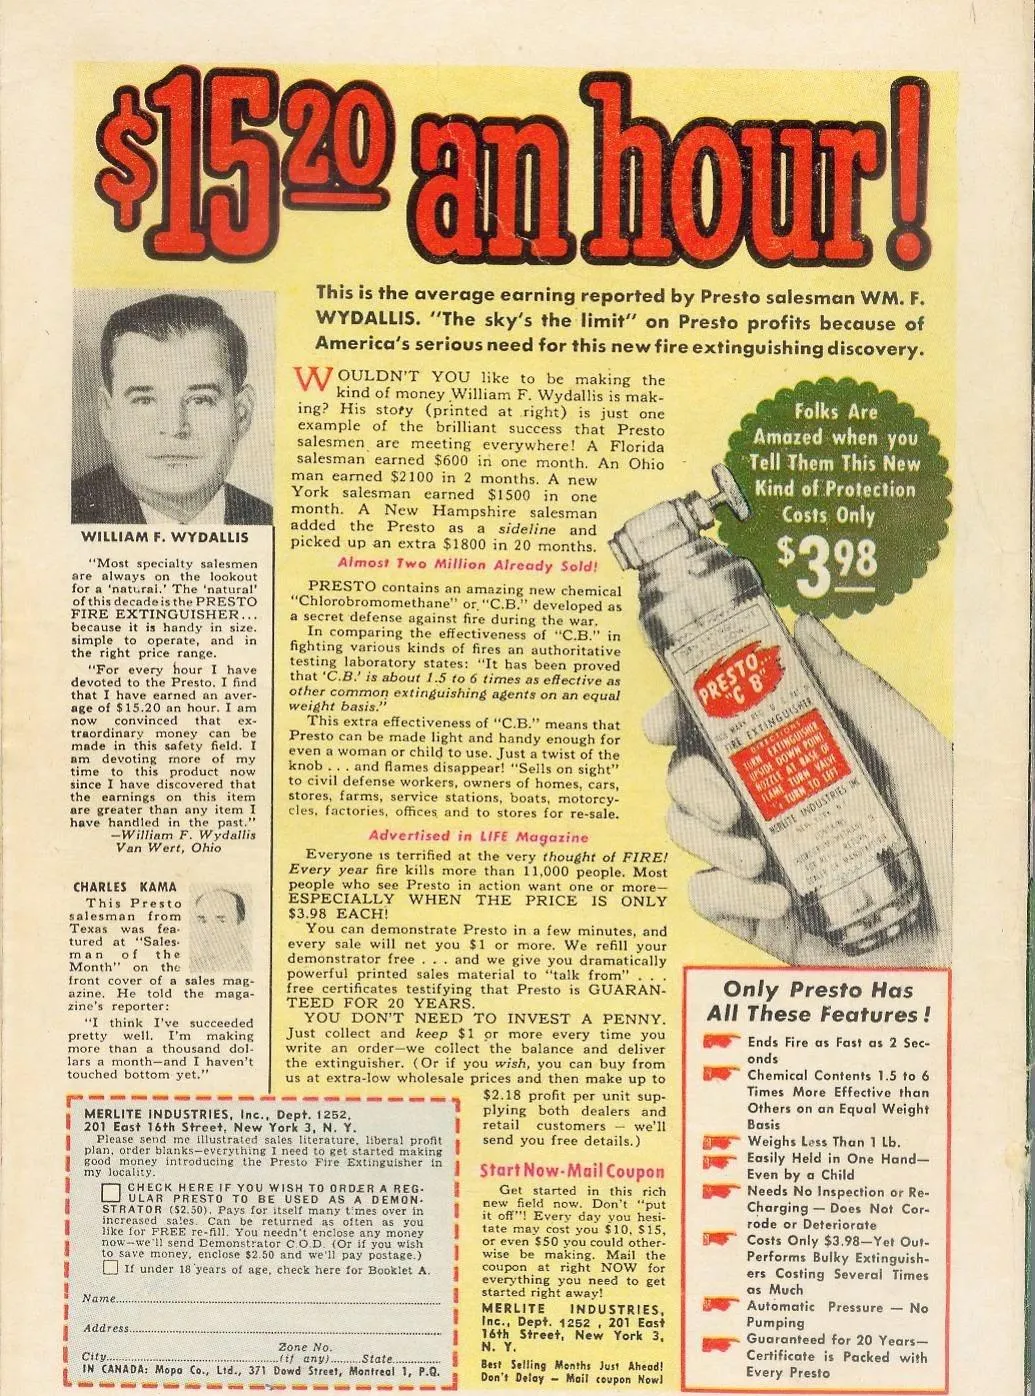 $15.20 an hour!
This is the average earning reported by Presto salesman WM. F.
WYDALLIS. "The sky's the limit" on Presto profits because of
America's serious need for this new fire extinguishing discovery.
WILLIAM F. WYDALLIS
"Most specialty salesmen
are always on the lookout
for a 'natural.' The 'natural'
of this decade is the PRESTO
FIRE EXTINGUISHER...
because it is handy in size.
simple to operate, and in
the right price range.
"For every hour I have
devoted to the Presto, I find
that I have earned an aver-
age of $15.20 an hour. I am
now convinced that ex-
traordinary money can be
made in this safety field. I
am devoting more of my
time to this product now
since I have discovered that
the earnings on this item
are greater than any item I
have handled in the past."
—William F. Wydallis
Van Wert, Ohio
CHARLES KAMA
This Presto
salesman from
Texas was fea-
tured at "Sales-
man of the
Month" on the
front cover of a sales mag-
azine. He told the maga-
zine's reporter:
"I think I've succeeded
pretty well. I'm making
more than a thousand dol-
lars a month—and I haven't
touched bottom yet."
WOULDN'T YOU like to be making the
kind of money William F. Wydallis is mak-
ing? His story (printed at right) is just one
example of the brilliant success that Presto
salesmen are meeting everywhere! A Florida
salesman earned $600 in one month. An Ohio
man earned $2100 in 2 months. A new
York salesman earned $1500 in one
month. A New Hampshire salesman
added the Presto as a sideline and
picked up an extra $1800 in 20 months.
Almost Two Million Already Sold!
PRESTO contains an amazing new chemical
"Chlorobromomethane" or "C.B." developed as
a secret defense against fire during the war.
In comparing the effectiveness of "C.B." in
fighting various kinds of fires an authoritative
testing laboratory states: "It has been proved
that 'C.B.' is about 1.5 to 6 times as effective as
other common extinguishing agents on an equal
weight basis."
This extra effectiveness of "C.B." means that
Presto can be made light and handy enough for
even a woman or child to use. Just a twist of the
knob . . . and flames disappear! "Sells on sight"
to civil defense workers, owners of homes, cars,
stores, farms, service stations, boats, motorcy-
cles, factories, offices and to stores for re-sale.
Advertised in LIFE Magazine
Everyone is terrified at the very thought of FIRE!
Every year fire kills more than 11,000 people. Most
people who see Presto in action want one or more—
ESPECIALLY WHEN THE PRICE IS ONLY
$3.98 EACH!
You can demonstrate Presto in a few minutes, and
every sale will net you $1 or more. We refill your
demonstrator free . . . and we give you dramatically
powerful printed sales material to "talk from" . . .
free certificates testifying that Presto is GUARAN-
TEED FOR 20 YEARS.
YOU DON'T NEED TO INVEST A PENNY.
Just collect and keep $1 or more every time you
write an order—we collect the balance and deliver
the extinguisher. (Or if you wish, you can buy from
us at extra-low wholesale prices and then make up to
$2.18 profit per unit sup-
plying both dealers and
retail customers — we'll
send you free details.)
Start Now-Mail Coupon
Get started in this rich
new field now. Don't "put
it off"! Every day you hesi-
tate may cost you $10, $15,
or even $50 you could other-
wise be making. Mail the
coupon at right NOW for
everything you need to get
started right away!
MERLITE INDUSTRIES,
Inc., Dept. 1252 , 201 East
16th Street, New York 3,
N. Y.
Best Selling Months Just Ahead!
Don't Delay — Mail coupon Now!
Folks Are
Amazed when you
Tell Them This New
Kind of Protection
Costs Only
$3.98
PRESTO...
"C B"
FIRE EXTINGUISHER
DIRECTIONS
TURN EXTINGUISHER
UPSIDE DOWN POINT
NOZZLE AT BASE OF
FLAME TURN VALVE
TURN TO LIFT
MERLITE INDUSTRIES INC
Only Presto Has
All These Features!
Ends Fire as Fast as 2 Sec-
onds
Chemical Contents 1.5 to 6
Times More Effective than
Others on an Equal Weight
Basis
Weighs Less Than 1 Lb.
Easily Held in One Hand—
Even by a Child
Needs No Inspection or Re-
Charging — Does Not Cor-
rode or Deteriorate
Costs Only $3.98—Yet Out-
Performs Bulky Extinguish-
ers Costing Several Times
as Much
Automatic Pressure — No
Pumping
Guaranteed for 20 Years—
Certificate is Packed with
Every Presto
MERLITE INDUSTRIES, Inc., Dept. 1252,
201 East 16th Street, New York 3, N. Y.
Please send me illustrated sales literature, liberal profit
plan, order blanks—everything I need to get started making
good money introducing the Presto Fire Extinguisher in
my locality.
CHECK HERE IF YOU WISH TO ORDER A REG-
ULAR PRESTO TO BE USED AS A DEMON-
STRATOR ($2.50). Pays for itself many times over in
increased sales. Can be returned as often as you
like for FREE re-fill. You needn't enclose any money
now—we'll send Demonstrator C.O.D. (Or if you wish
to save money, enclose $2.50 and we'll pay postage.)
If under 18 years of age, check here for Booklet A.
Name
Address
City Zone No. (if any) State
IN CANADA: Mopo Co., Ltd., 371 Dowd Street, Montreal 1, P.Q.